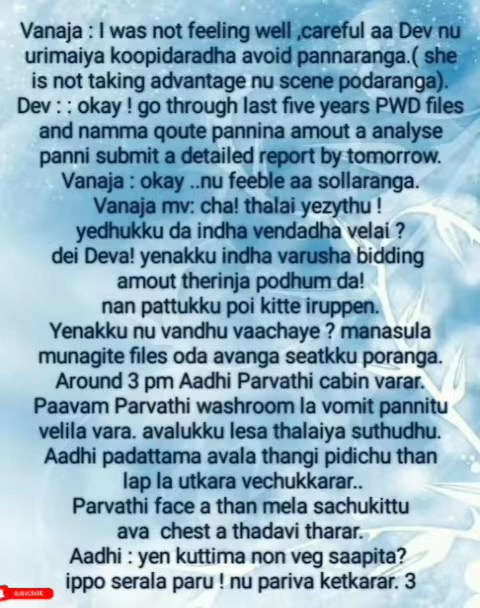 Vanaja : I was not feeling well ,careful aa Dev nu
urimaiya koopidaradha avoid pannaranga.( she
is not taking advantage nu scene podaranga).
Dev : : okay ! go through last five years PWD files
and namma qoute pannina amout a analyse
panni submit a detailed report by tomorrow.
Vanaja : okay ..nu feeble aa sollaranga.
Vanaja mv: cha! thalai yezythu !
yedhukku da indha vendadha velai ?
dei Deva! yenakku indha varusha bidding
amout therinja podhum da!
nan pattukku poi kitte iruppen.
Yenakku nu vandhu vaachaye ? manasula
munagite files oda avanga seatkku poranga.
Around 3 pm Aadhi Parvathi cabin varar.
Paavam Parvathi washroom la vomit pannitu
velila vara. avalukku lesa thalaiya suthudhu.
Aadhi padattama avala thangi pidichu than
lap la utkara vechukkarar..
Parvathi face a than mela sachukittu
ava chest a thadavi tharar.
Aadhi : yen kuttima non veg saapita?
ippo serala paru ! nu pariva ketkarar. 3
SUBSCRIBE